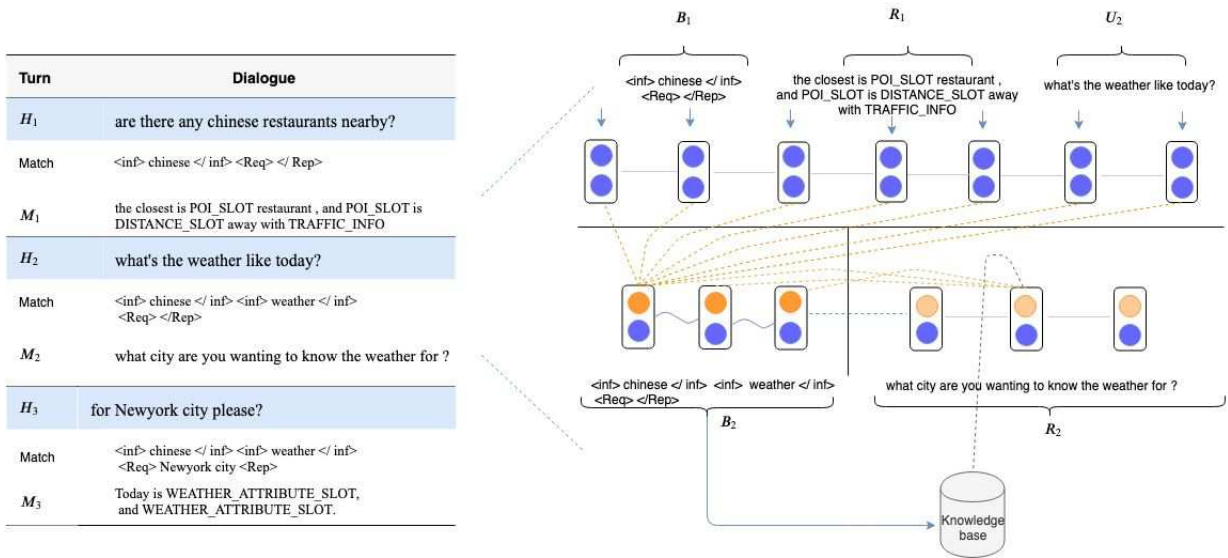 Turn Dialogue
H₁ are there any chinese restaurants nearby?
Match <inf> chinese </ inf> <Req> </ Rep>
M₁ the closest is POI_SLOT restaurant , and POI_SLOT is
DISTANCE_SLOT away with TRAFFIC_INFO
H₂ what's the weather like today?
Match <inf> chinese </ inf> <inf> weather </ inf>
<Req> </Rep>
M₂ what city are you wanting to know the weather for ?
H₃ for Newyork city please?
Match <inf> chinese </ inf> <inf> weather </ inf>
<Req> Newyork city <Rep>
M₃ Today is WEATHER_ATTRIBUTE_SLOT,
and WEATHER_ATTRIBUTE_SLOT.
B₁ R₁ U₂
<inf> chinese </ inf>
<Req> </Rep>
the closest is POI_SLOT restaurant ,
and POI_SLOT is DISTANCE_SLOT away
with TRAFFIC_INFO
what's the weather like today?
<inf> chinese </ inf> <inf> weather </ inf>
<Req> </Rep>
B₂
what city are you wanting to know the weather for ?
R₂
Knowledge
base